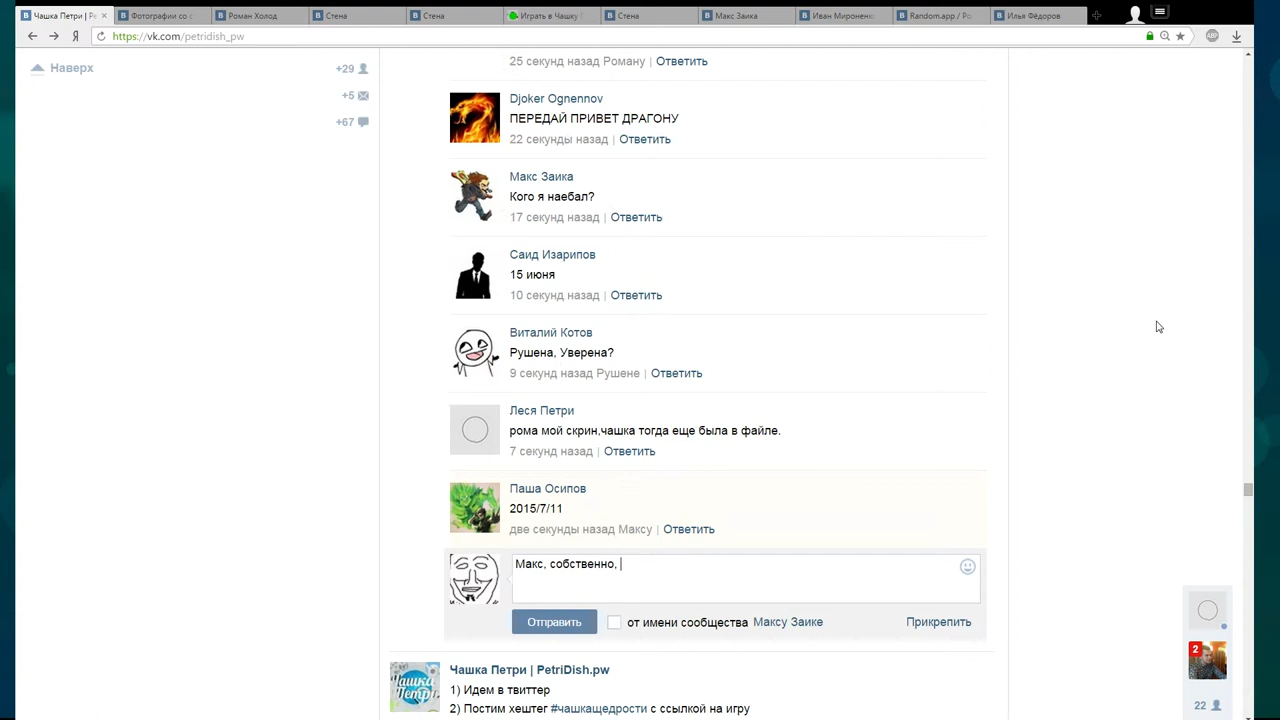 Чашка Петри | P
Фотографии со с
Роман Холод
Стена
Стена
Играть в Чашку
Стена
Макс Заика
Иван Мироненк
Random.app / Po
Илья Фёдоров
Я
https://vk.com/petridish_pw
ABP
Наверх
+29
+5
+67
25 секунд назад Роману | Ответить
Djoker Ognennov
ПЕРЕДАЙ ПРИВЕТ ДРАГОНУ
22 секунды назад | Ответить
Макс Заика
Кого я наебал?
17 секунд назад | Ответить
Саид Изарипов
15 июня
10 секунд назад | Ответить
Виталий Котов
Рушена, Уверена?
9 секунд назад Рушене | Ответить
Леся Петри
рома мой скрин,чашка тогда еще была в файле.
7 секунд назад | Ответить
Паша Осипов
2015/7/11
две секунды назад Максу | Ответить
Макс, собственно,
Отправить
от имени сообщества Максу Заике
Прикрепить
Чашка Петри | PetriDish.pw
1) Идем в твиттер
2) Постим хештег #чашкащедрости с ссылкой на игру
Чашка Петри
2
22